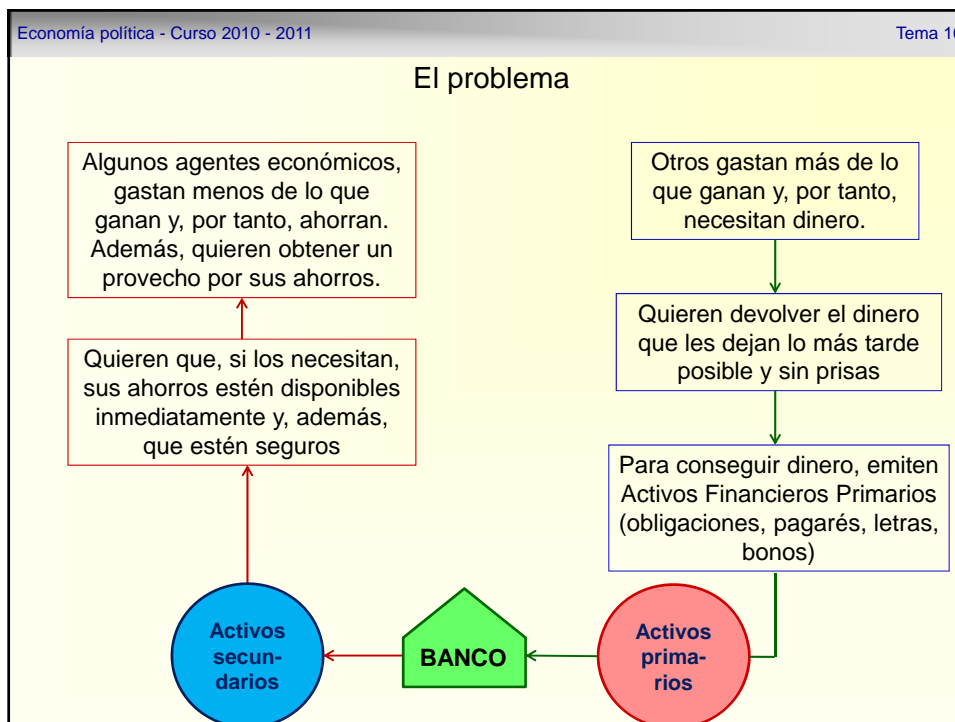 Economía política - Curso 2010 - 2011
Tema 10
El problema
Algunos agentes económicos,
gastan menos de lo que
ganan y, por tanto, ahorran.
Además, quieren obtener un
provecho por sus ahorros.
Quieren que, si los necesitan,
sus ahorros estén disponibles
inmediatamente y, además,
que estén seguros
Otros gastan más de lo
que ganan y, por tanto,
necesitan dinero.
Quieren devolver el dinero
que les dejan lo más tarde
posible y sin prisas
Para conseguir dinero, emiten
Activos Financieros Primarios
(obligaciones, pagarés, letras,
bonos)
Activos
secun-
darios
BANCO
Activos
prima-
rios